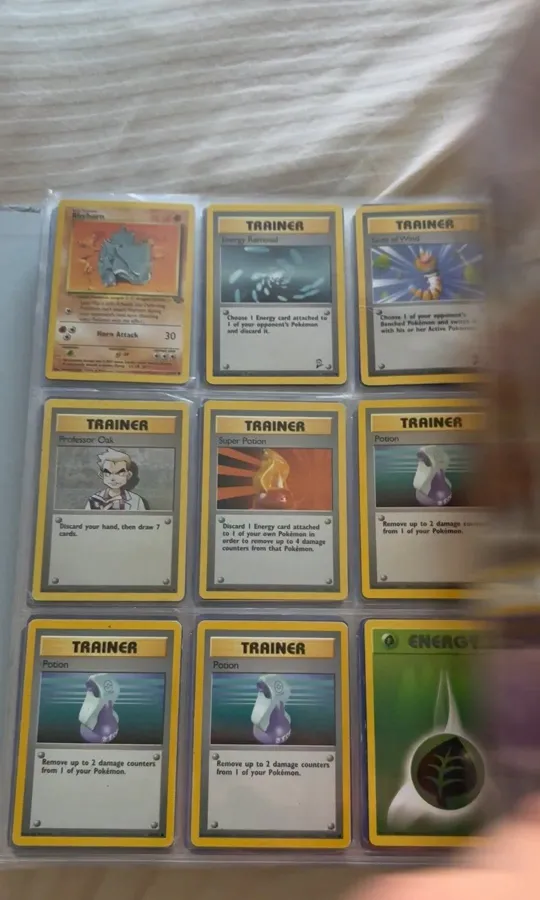 Rhyhorn
Horn Attack 30
TRAINER
Energy Removal
Choose 1 Energy card attached to
1 of your opponent's Pokémon
and discard it.
2
TRAINER
Gust of Wind
Choose 1 of your opponent's
Benched Pokémon and switch it
with his or her Active Pokémon.
TRAINER
Professor Oak
Discard your hand, then draw 7
cards.
TRAINER
Super Potion
Discard 1 Energy card attached
to 1 of your own Pokémon in
order to remove up to 4 damage
counters from that Pokémon.
TRAINER
Potion
Remove up to 2 damage
from 1 of your Pokémon.
TRAINER
Potion
Remove up to 2 damage counters
from 1 of your Pokémon.
TRAINER
Potion
Remove up to 2 damage counters
from 1 of your Pokémon.
ENERGY